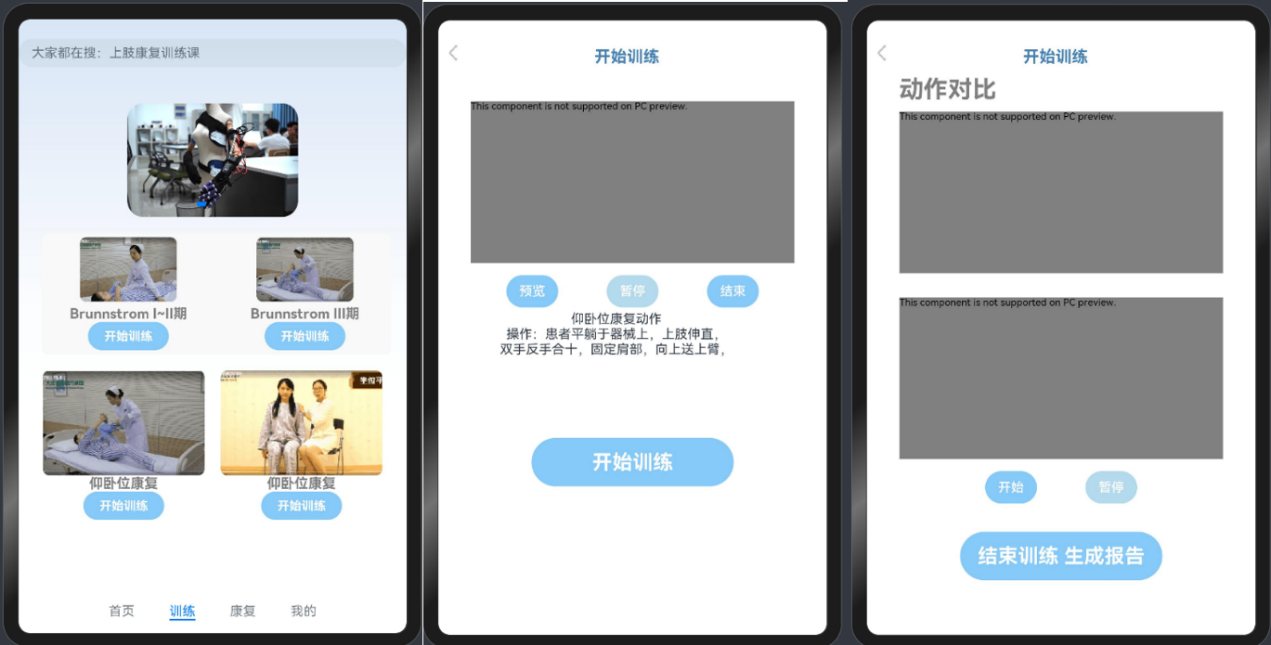 大家都在搜：上肢康复训练课
Brunnstrom I~II期
Brunnstrom III期
开始训练
开始训练
仰卧位康复
仰卧位康复
开始训练
开始训练
首页
训练
康复
我的
开始训练
This component is not supported on PC preview.
预览
暂停
结束
仰卧位康复动作
操作：患者平躺于器械上，上肢伸直，
双手反手合十，固定肩部，向上送上臂，
开始训练
开始训练
动作对比
This component is not supported on PC preview.
This component is not supported on PC preview.
开始
暂停
结束训练 生成报告